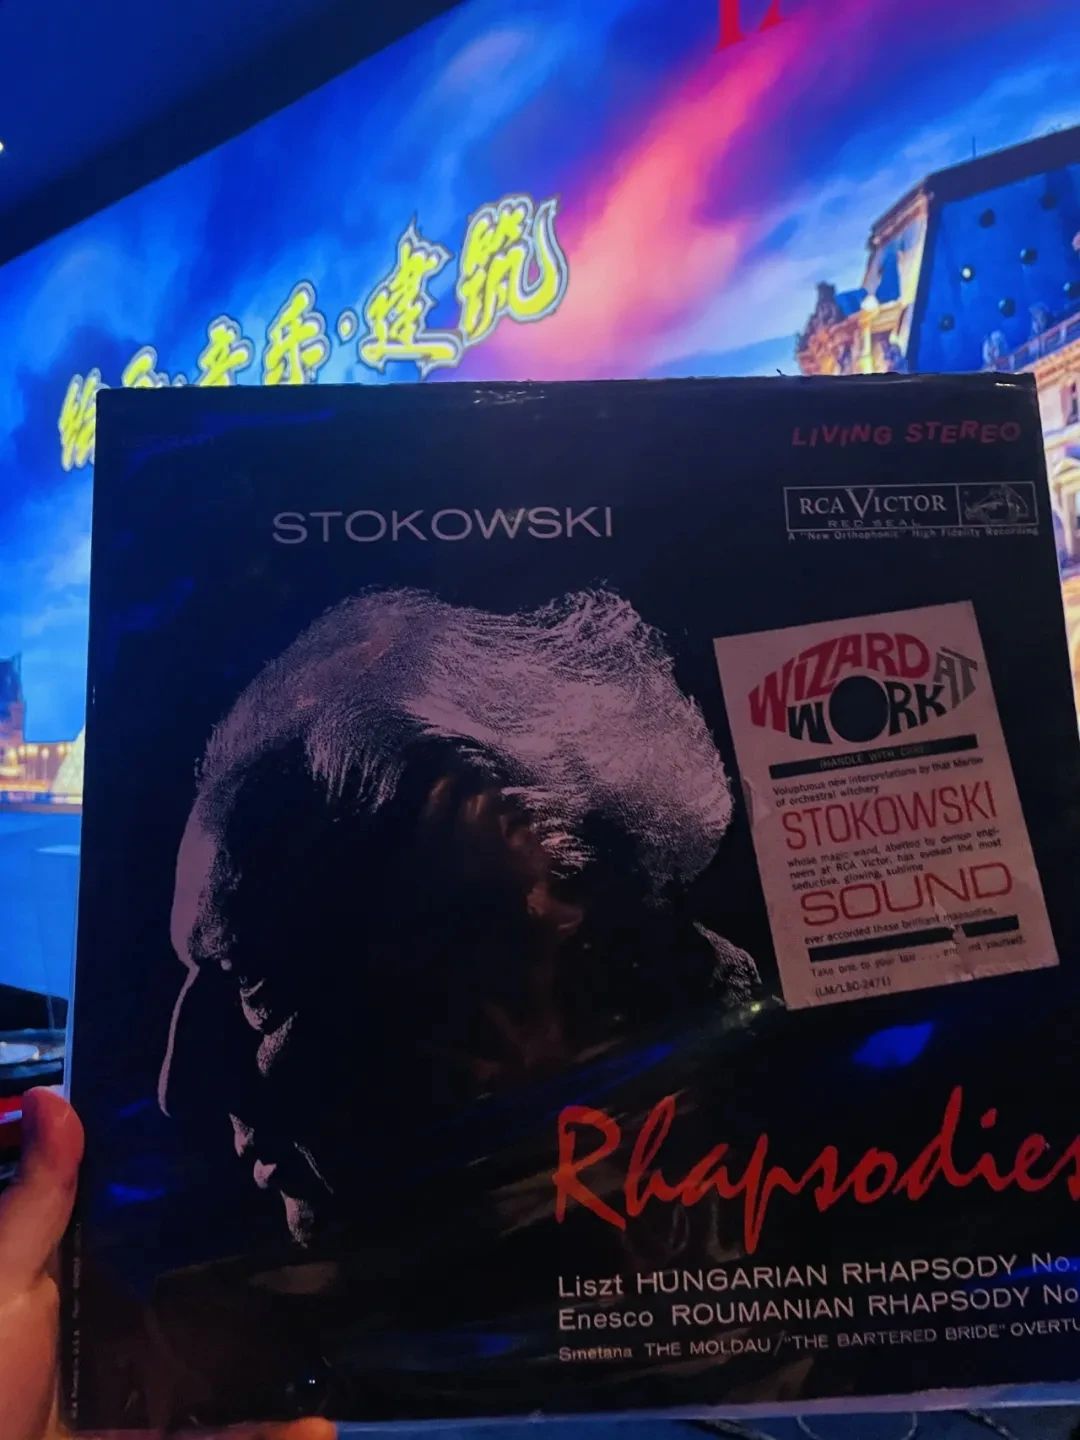 绘画·音乐·建筑
LIVING STEREO
STOKOWSKI
RCA VICTOR
RED SEAL
A "New Orthophonic" High Fidelity Recording
WIZARD AT
WORK
(HANDLE WITH CARE)
Voluptuous new interpretations by that Merlin
of orchestral witchery
STOKOWSKI
whose magic wand, abetted by demon engi-
neers at RCA Victor, has evoked the most
seductive, glowing, sublime
SOUND
ever accorded these brilliant rhapsodies.
Take one to your lair . . . yourself.
(LM/LSC-2471)
Rhapsodies
Liszt HUNGARIAN RHAPSODY No.
Enesco ROUMANIAN RHAPSODY No
Smetana THE MOLDAU / "THE BARTERED BRIDE" OVERTU